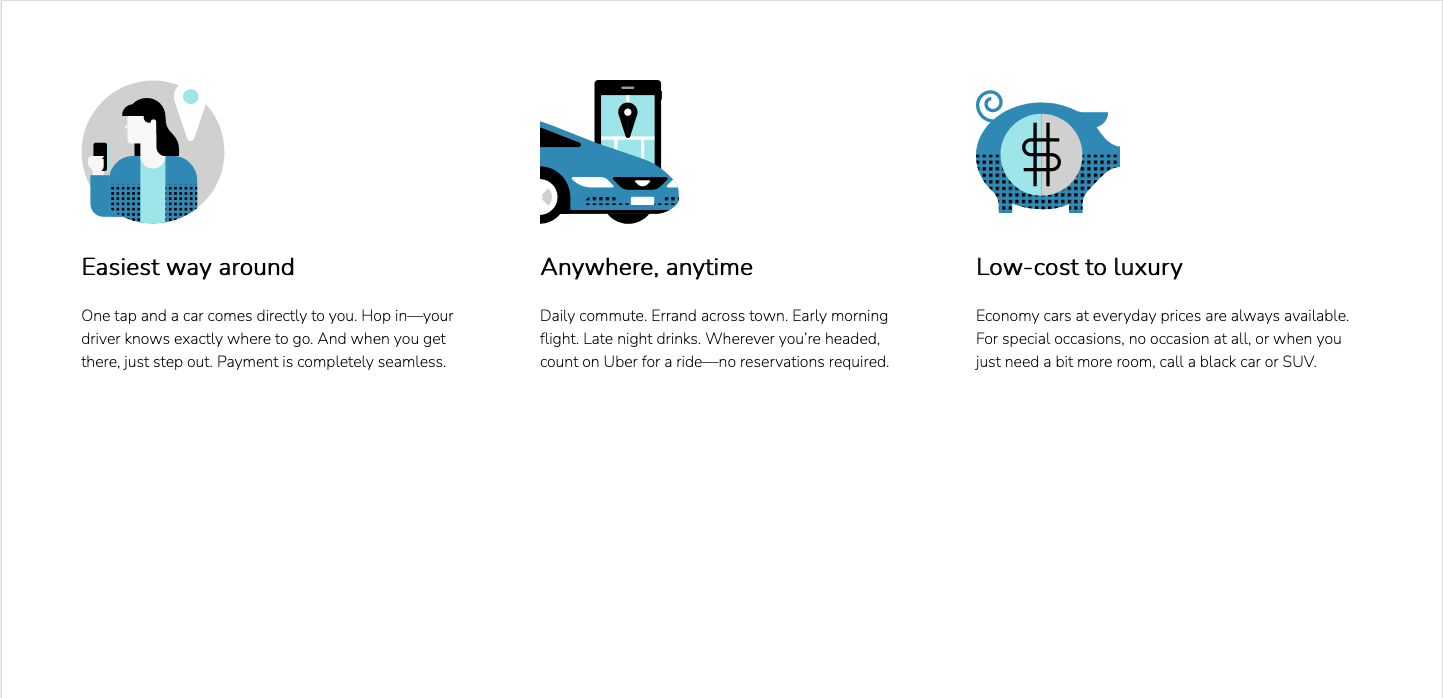 Easiest way around
One tap and a car comes directly to you. Hop in—your
driver knows exactly where to go. And when you get
there, just step out. Payment is completely seamless.
Anywhere, anytime
Daily commute. Errand across town. Early morning
flight. Late night drinks. Wherever you’re headed,
count on Uber for a ride—no reservations required.
$
Low-cost to luxury
Economy cars at everyday prices are always available.
For special occasions, no occasion at all, or when you
just need a bit more room, call a black car or SUV.